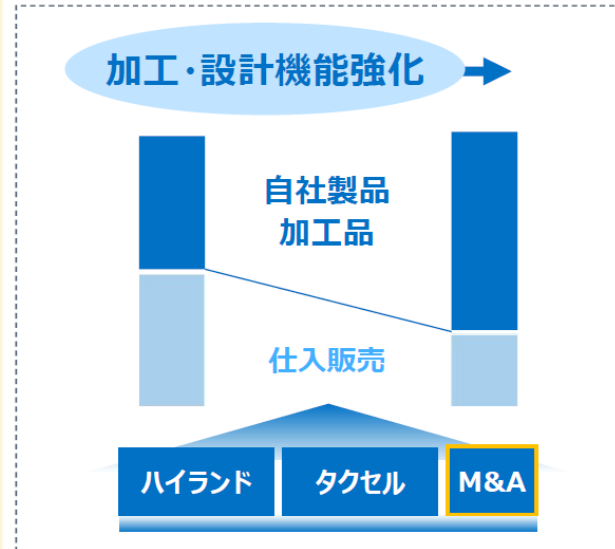 加工･設計機能強化
自社製品
加工品
仕入販売
ハイランド
タクセル
M&A